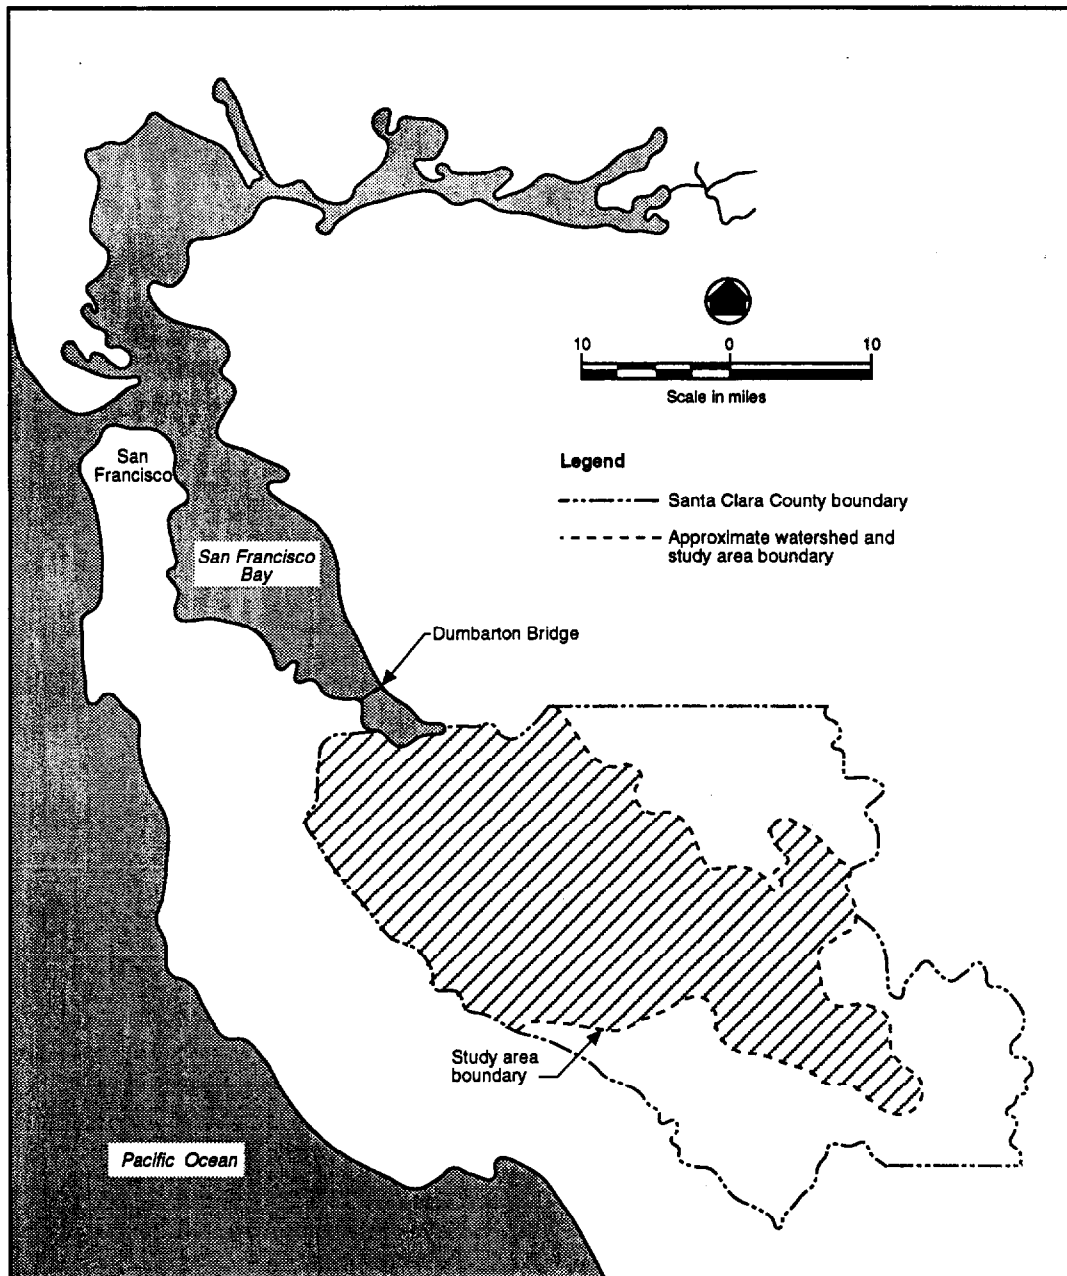 10 0 10
Scale in miles
San
Francisco
Legend
Santa Clara County boundary
Approximate watershed and
study area boundary
San Francisco
Bay
Dumbarton Bridge
Study area
boundary
Pacific Ocean